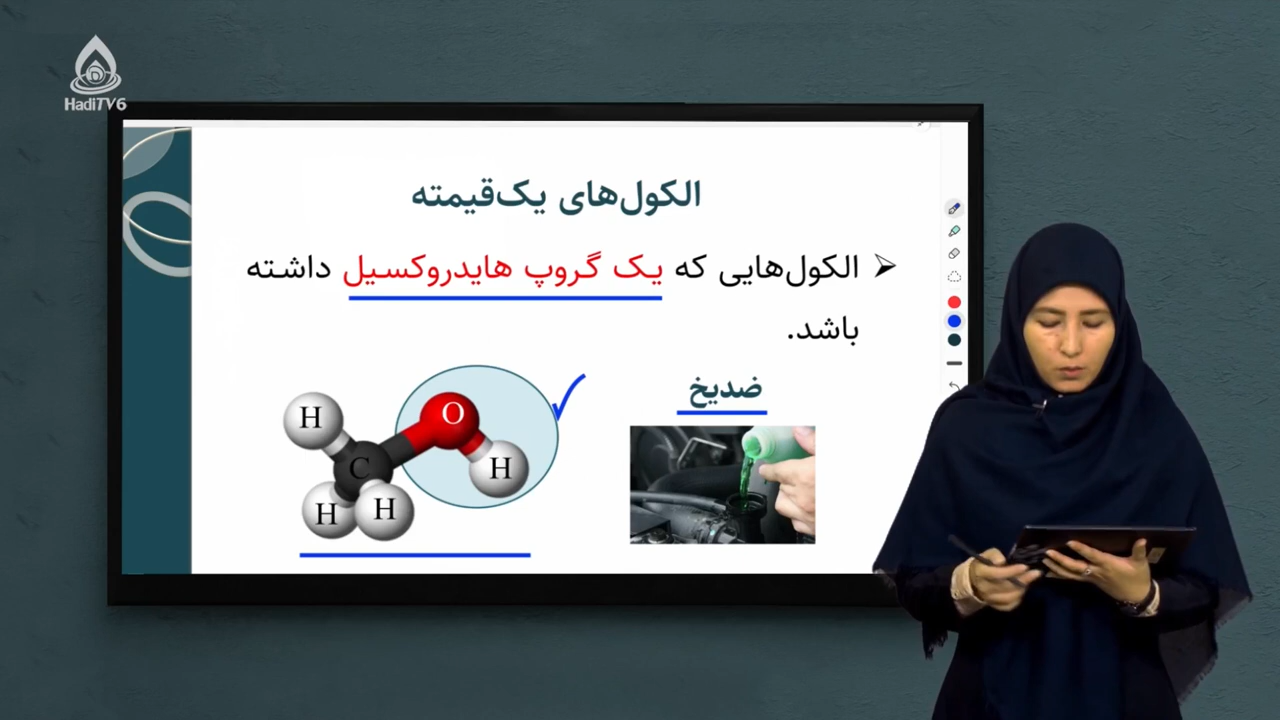 HadiTV6
الکول‌های یک‌قیمته
الکول‌هایی که یک گروپ هایدروکسیل داشته
باشد.
ضدیخ
H
O
C
H
H
H